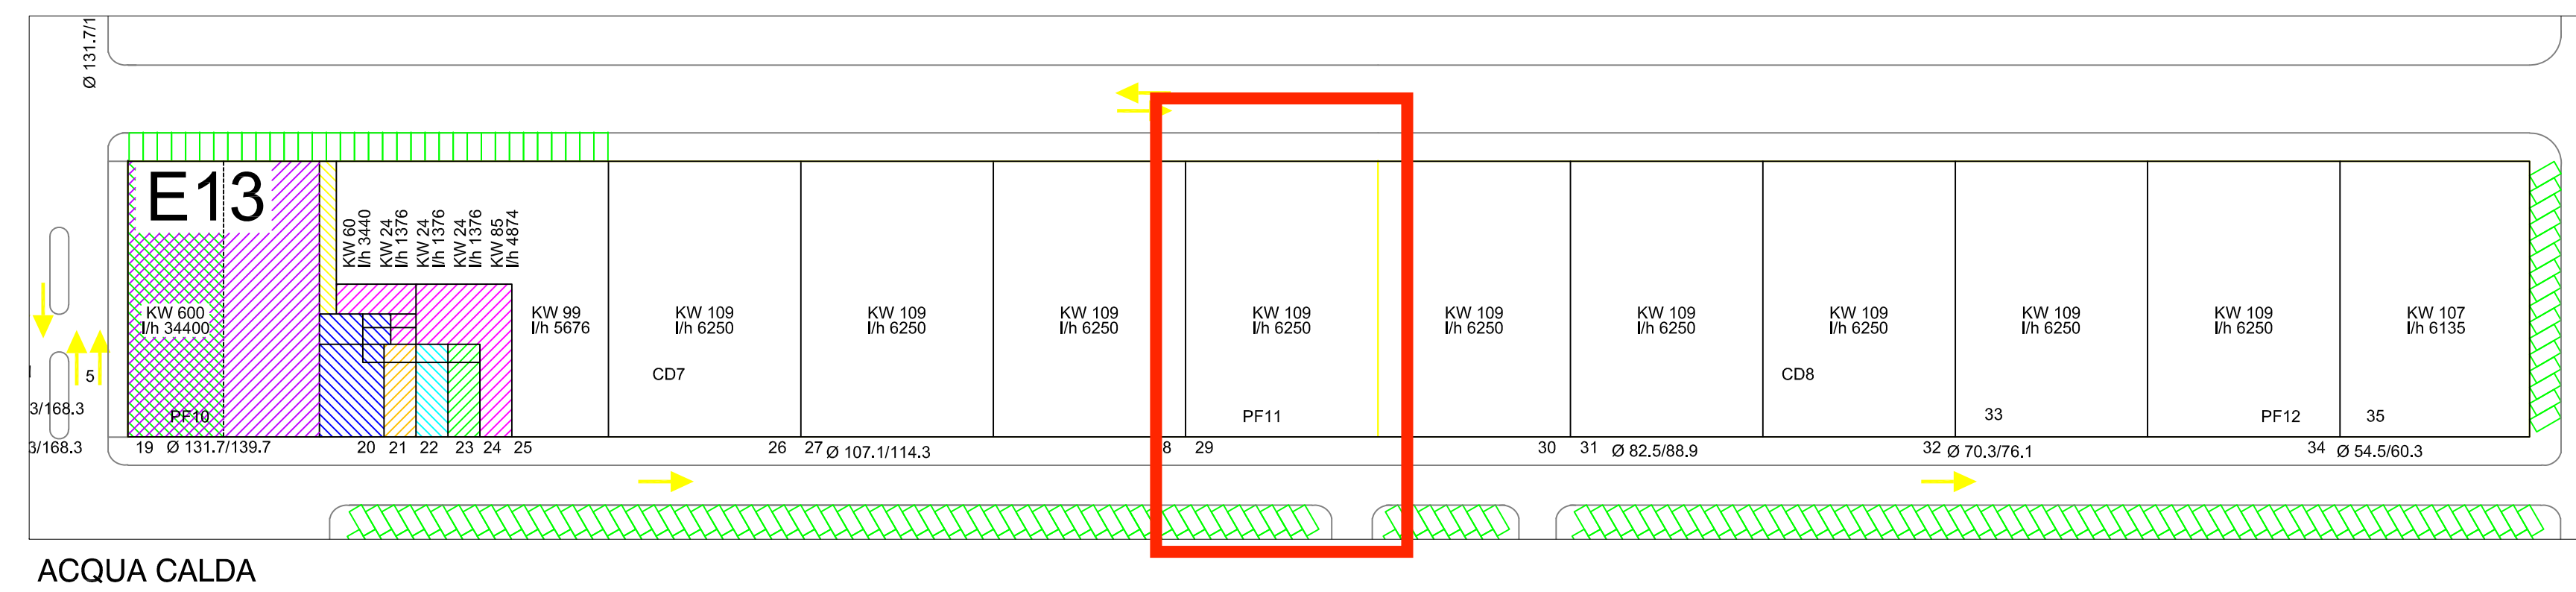 Ø 131.7/1
E13
KW 60
l/h 3440
KW 24
l/h 1376
KW 24
l/h 1376
KW 24
l/h 1376
KW 85
l/h 4874
KW 600
l/h 34400
KW 99
l/h 5676
KW 109
l/h 6250
KW 109
l/h 6250
KW 109
l/h 6250
KW 109
l/h 6250
KW 109
l/h 6250
KW 109
l/h 6250
KW 109
l/h 6250
KW 109
l/h 6250
KW 109
l/h 6250
KW 107
l/h 6135
5
CD7
CD8
3/168.3
PF10
PF11
33
PF12
35
3/168.3
19 Ø 131.7/139.7
20 21 22 23 24 25
26 27 Ø 107.1/114.3
8 29
30 31 Ø 82.5/88.9
32 Ø 70.3/76.1
34 Ø 54.5/60.3
ACQUA CALDA